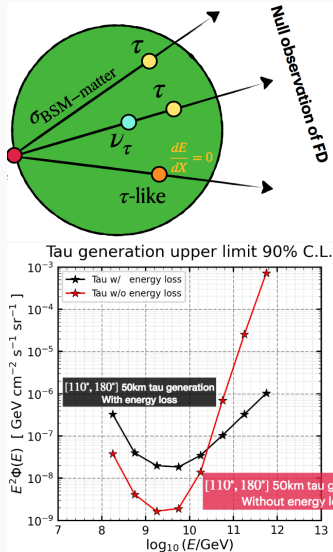 τ
τ
σBSM−matter
Null observation of FD
ν_τ
dE/dX = 0
τ-like
Tau generation upper limit 90% C.L.
Tau w/ energy loss
Tau w/o energy loss
[110°, 180°] 50km tau generation
With energy loss
[110°, 180°] 50km tau g
Without energy lo
E²Φ(E) [ GeV cm⁻² s⁻¹ sr⁻¹ ]
10⁻³
10⁻⁴
10⁻⁵
10⁻⁶
10⁻⁷
10⁻⁸
10⁻⁹
7 8 9 10 11 12 13
log₁₀ (E/GeV)